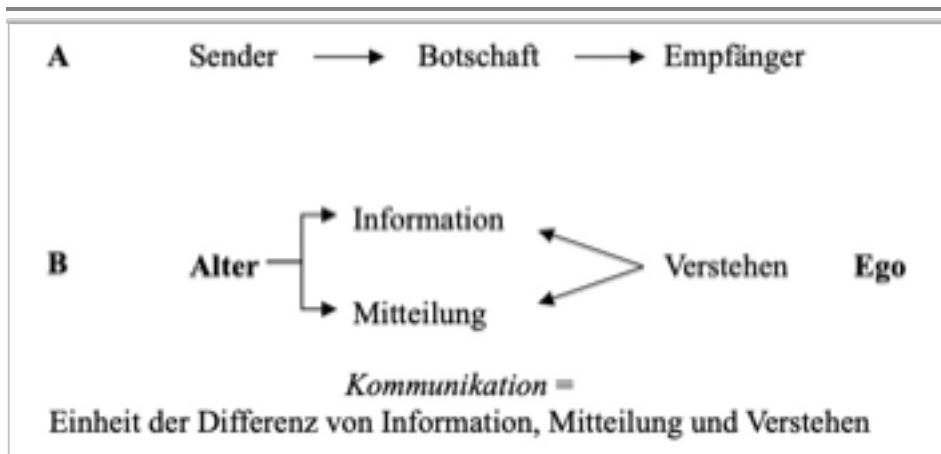 A Sender Botschaft Empfänger
Information
B Alter Verstehen Ego
Mitteilung
Kommunikation =
Einheit der Differenz von Information, Mitteilung und Verstehen